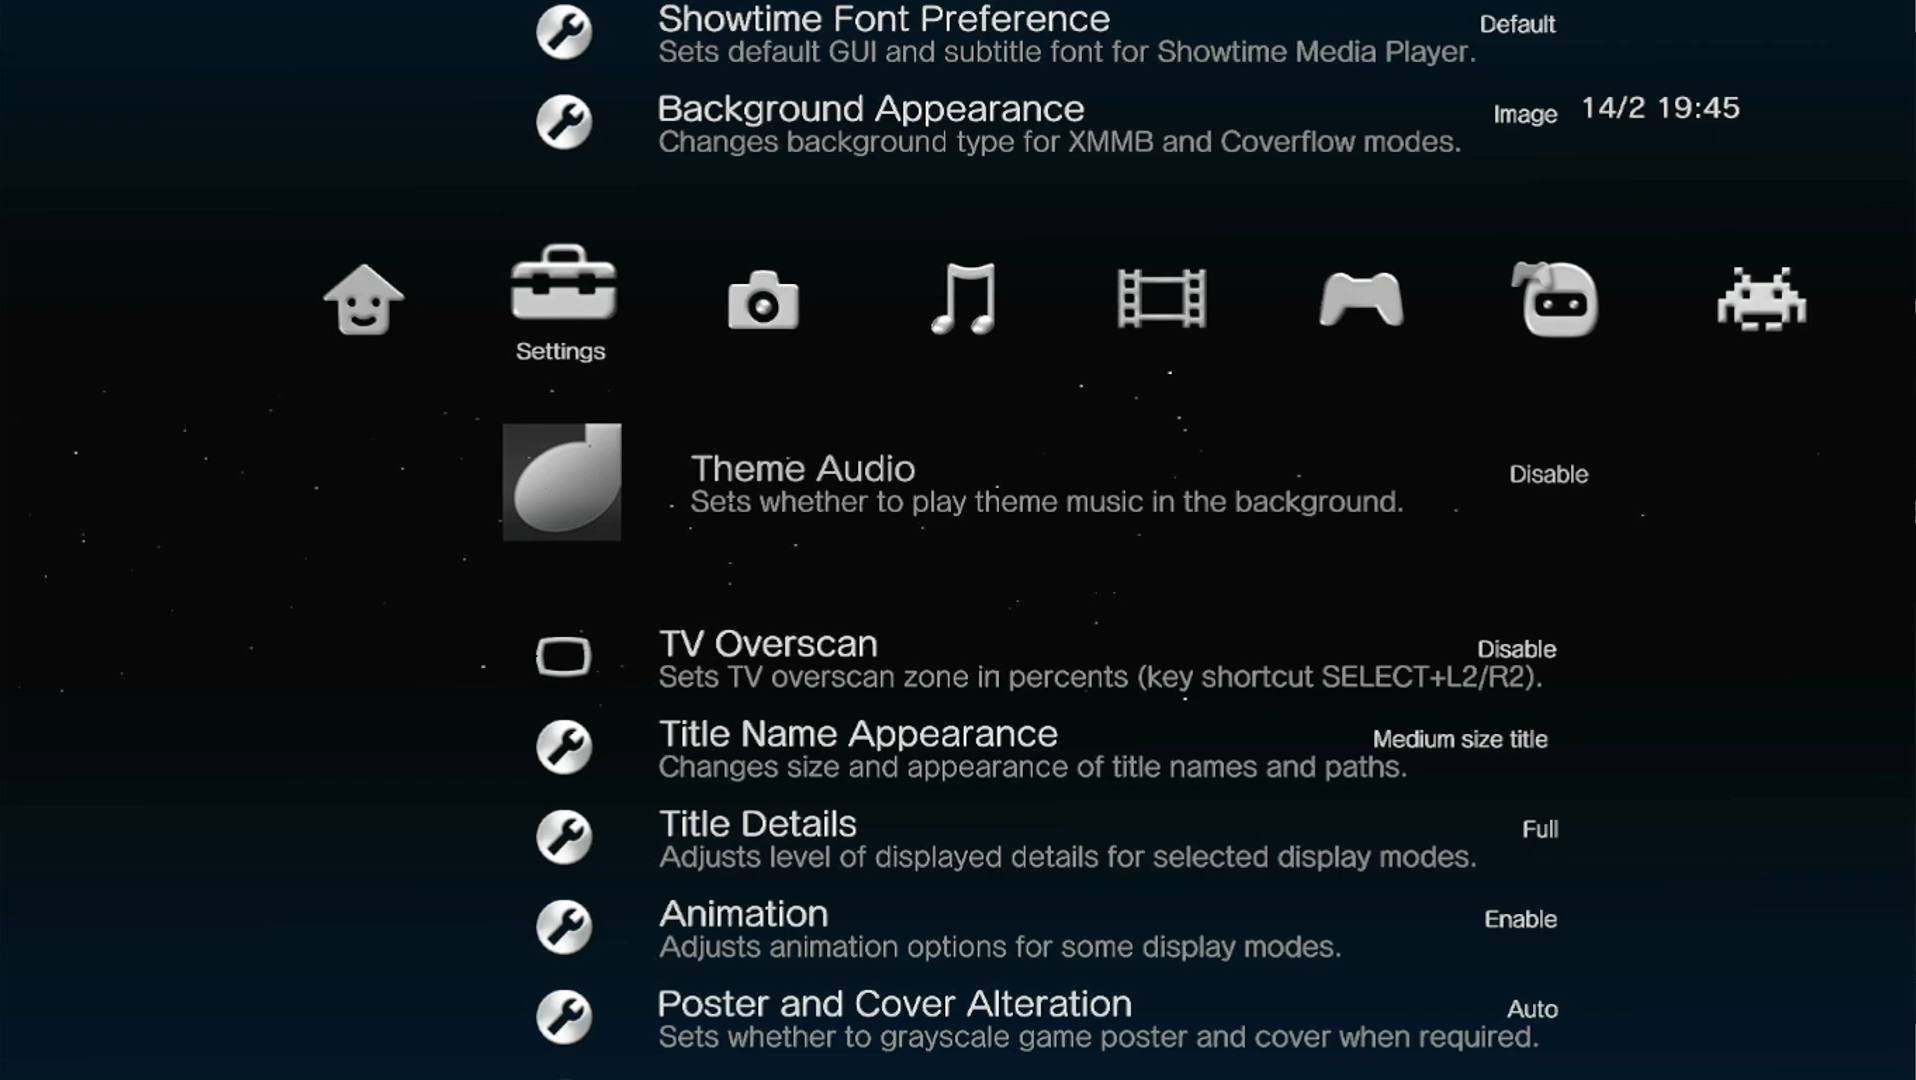 Showtime Font Preference Default
Sets default GUI and subtitle font for Showtime Media Player.
Background Appearance Image 14/2 19:45
Changes background type for XMMB and Coverflow modes.
Settings
Theme Audio Disable
Sets whether to play theme music in the background.
TV Overscan Disable
Sets TV overscan zone in percents (key shortcut SELECT+L2/R2).
Title Name Appearance Medium size title
Changes size and appearance of title names and paths.
Title Details Full
Adjusts level of displayed details for selected display modes.
Animation Enable
Adjusts animation options for some display modes.
Poster and Cover Alteration Auto
Sets whether to grayscale game poster and cover when required.